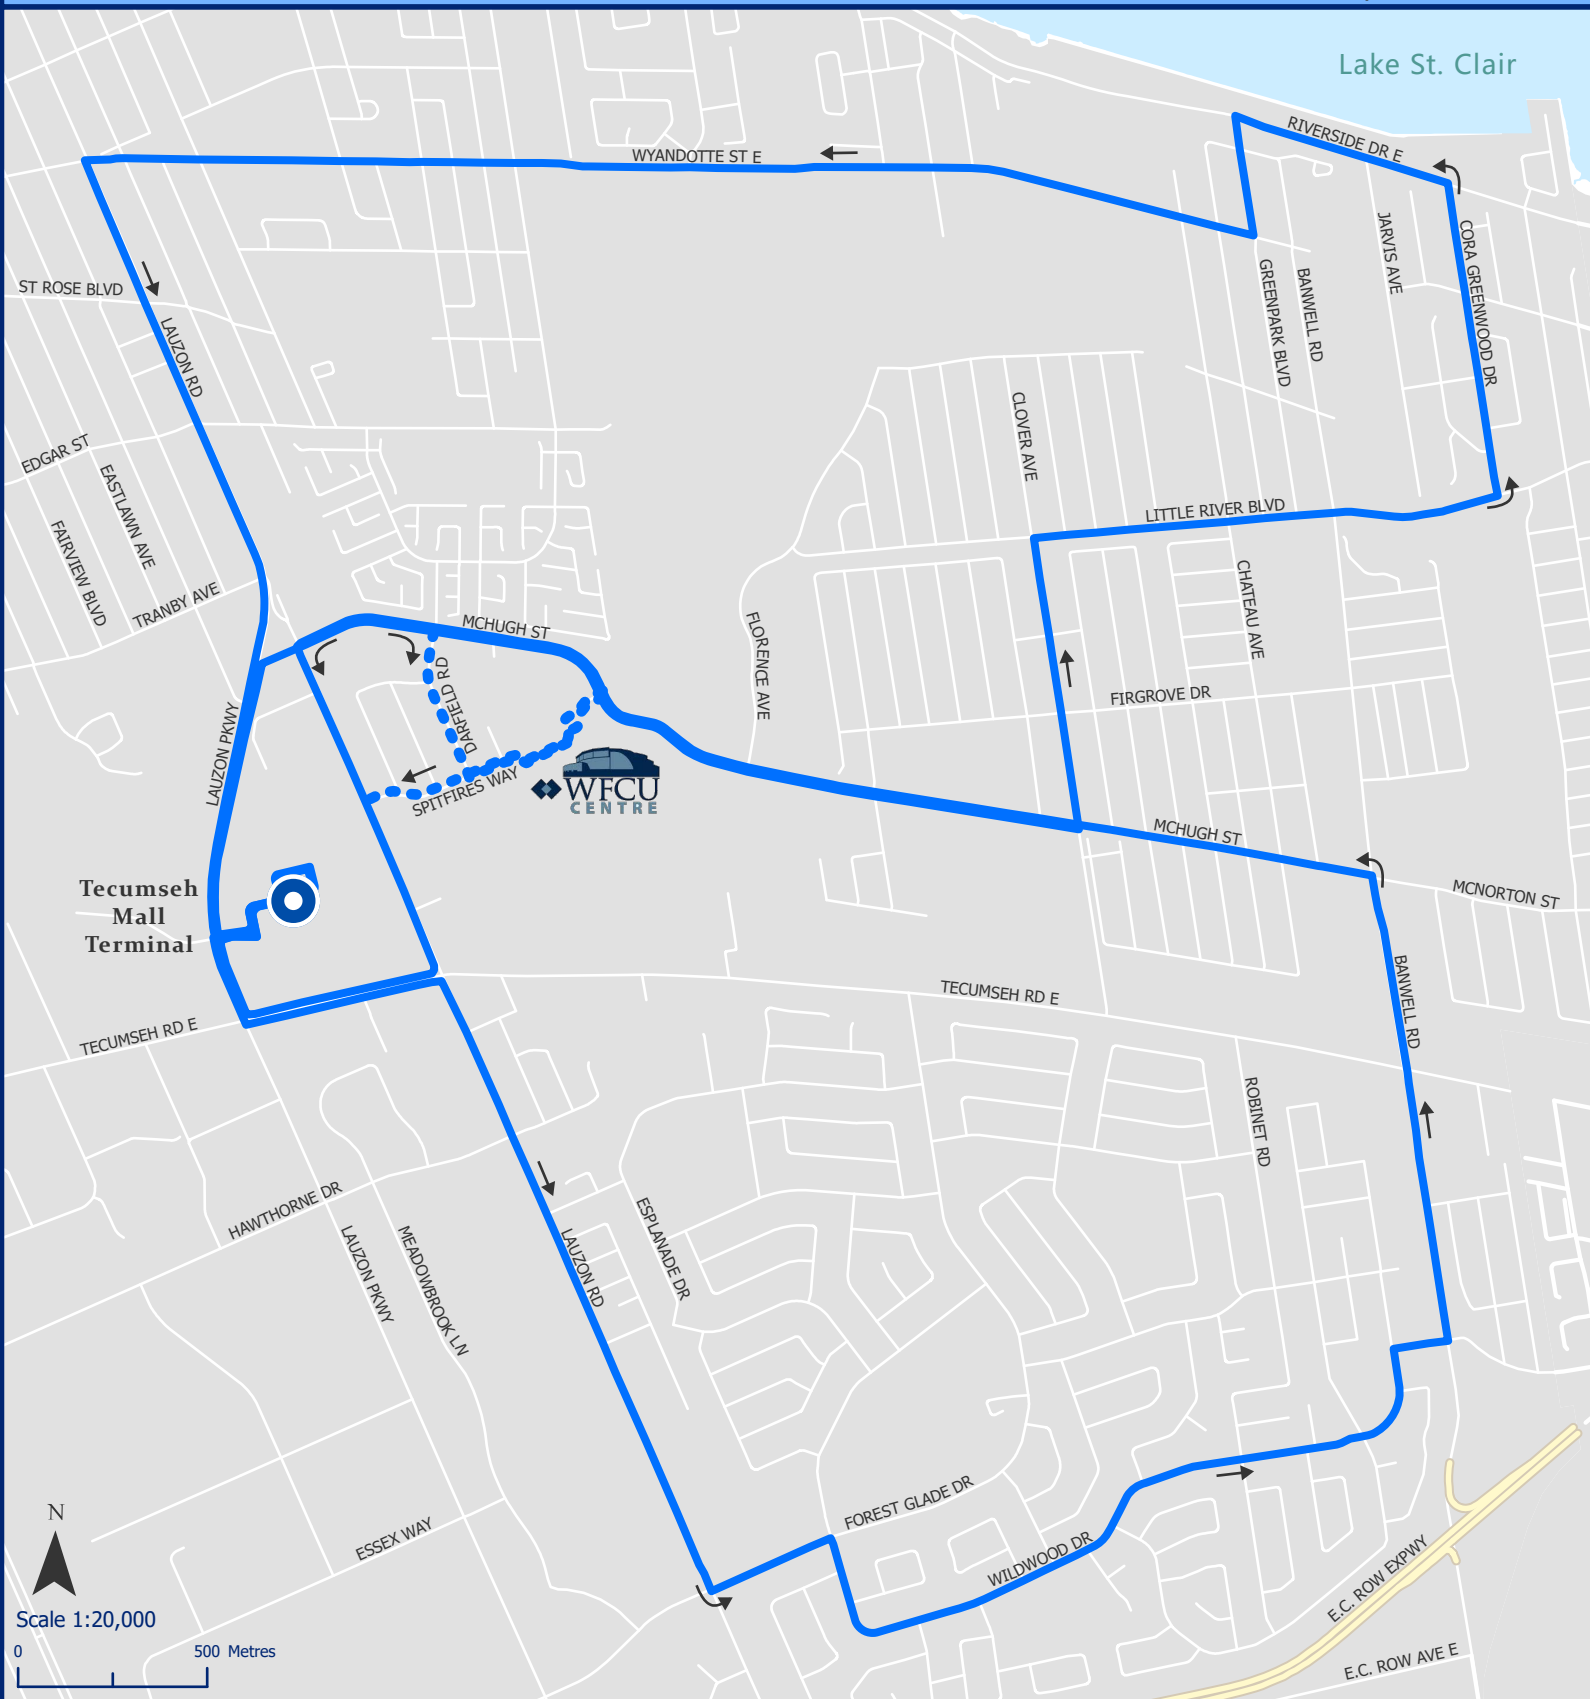 Lake St. Clair
RIVERSIDE DR E
WYANDOTTE ST E
CORA GREENWOOD DR
JARVIS AVE
GREENPARK BLVD
BANWELL RD
ST ROSE BLVD
LAUZON RD
CLOVER AVE
EDGAR ST
EASTLAWN AVE
FAIRVIEW BLVD
LITTLE RIVER BLVD
TRANBY AVE
CHATEAU AVE
MCHUGH ST
FLORENCE AVE
DARFIELD RD
FIRGROVE DR
LAUZON PKWY
SPITFIRES WAY
WFCU
CENTRE
MCHUGH ST
Tecumseh
Mall
Terminal
MCNORTON ST
BANWELL RD
TECUMSEH RD E
TECUMSEH RD E
ROBINET RD
HAWTHORNE DR
LAUZON PKWY
MEADOWBROOK LN
LAUZON RD
ESPLANADE DR
FOREST GLADE DR
ESSEX WAY
WILDWOOD DR
E.C. ROW EXPWY
E.C. ROW AVE E
N
Scale 1:20,000
0 500 Metres